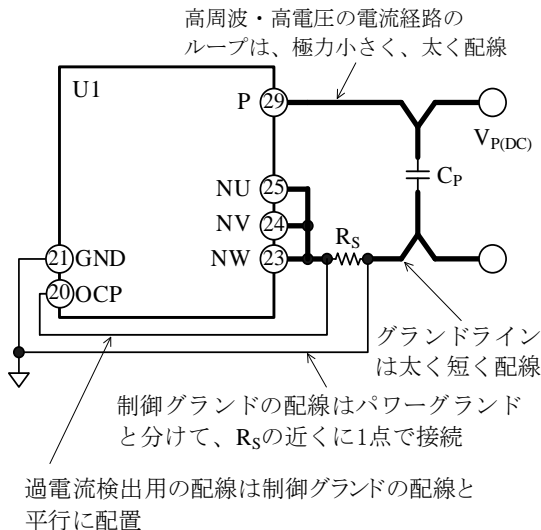 高周波・高電圧の電流経路の
ループは、極力小さく、太く配線
U1
P
29
V_P(DC)
C_P
NU
25
NV
24
NW
23
R_S
21
GND
20
OCP
グランドライン
は太く短く配線
制御グランドの配線はパワーグランド
と分けて、R_Sの近くに1点で接続
過電流検出用の配線は制御グランドの配線と
平行に配置